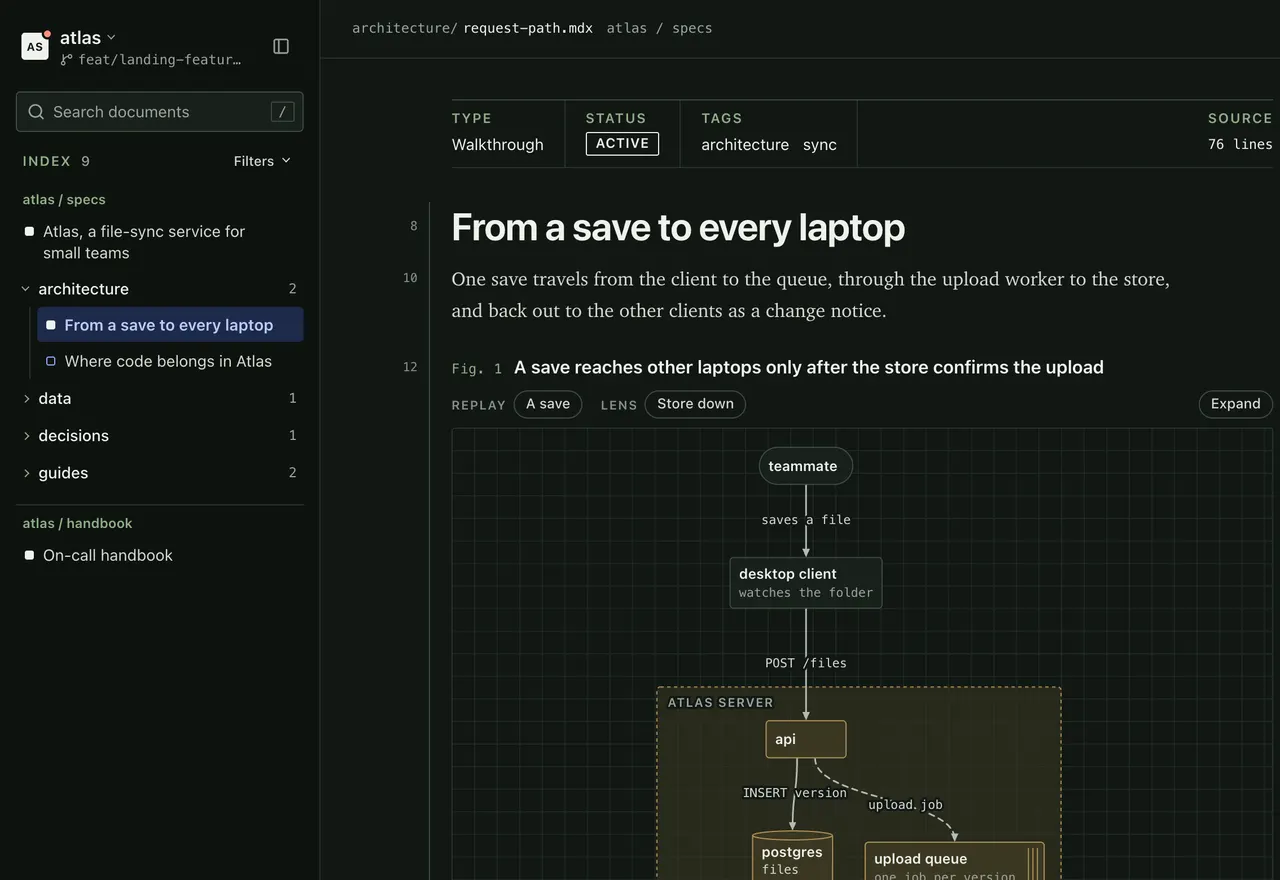 AS
atlas
feat/landing-featur…
Search documents /
INDEX 9 Filters
atlas / specs
Atlas, a file-sync service for
small teams
architecture 2
From a save to every laptop
Where code belongs in Atlas
data 1
decisions 1
guides 2
atlas / handbook
On-call handbook
architecture/ request-path.mdx atlas / specs
TYPE STATUS TAGS SOURCE
Walkthrough ACTIVE architecture sync 76 lines
8 From a save to every laptop
10 One save travels from the client to the queue, through the upload worker to the store,
and back out to the other clients as a change notice.
12 Fig. 1 A save reaches other laptops only after the store confirms the upload
REPLAY A save LENS Store down Expand
teammate
saves a file
desktop client
watches the folder
POST /files
ATLAS SERVER
api
INSERT version
upload.job
postgres
files
upload queue
one job per version